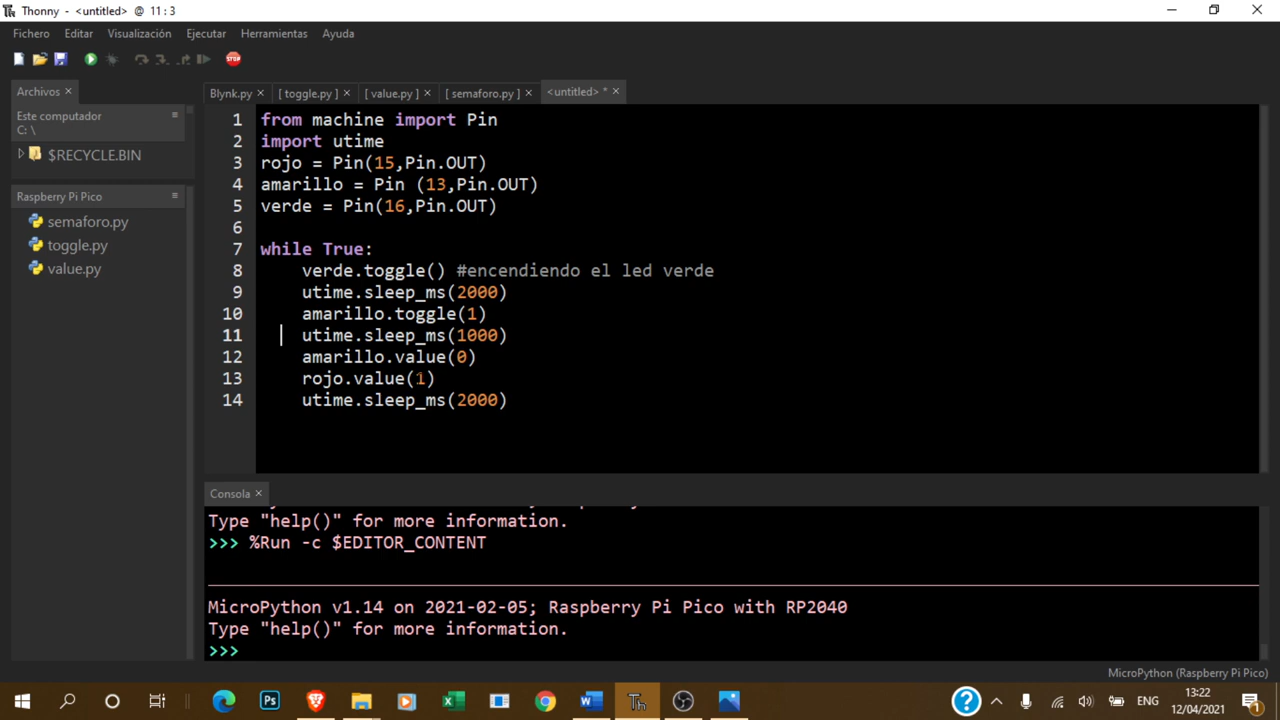 Thonny - <untitled> @ 11 : 3
Fichero Editar Visualización Ejecutar Herramientas Ayuda
STOP
Archivos ×
Este computador
C: \
$RECYCLE.BIN
Raspberry Pi Pico
semaforo.py
toggle.py
value.py
Blynk.py × [ toggle.py ] × [ value.py ] × [ semaforo.py ] × <untitled> * ×
1 from machine import Pin
2 import utime
3 rojo = Pin(15,Pin.OUT)
4 amarillo = Pin (13,Pin.OUT)
5 verde = Pin(16,Pin.OUT)
6
7 while True:
8 verde.toggle() #encendiendo el led verde
9 utime.sleep_ms(2000)
10 amarillo.toggle(1)
11 utime.sleep_ms(1000)
12 amarillo.value(0)
13 rojo.value(1)
14 utime.sleep_ms(2000)
Consola ×
Type "help()" for more information.
>>> %Run -c $EDITOR_CONTENT
MicroPython v1.14 on 2021-02-05; Raspberry Pi Pico with RP2040
Type "help()" for more information.
>>>
MicroPython (Raspberry Pi Pico)
Ps Th ENG 13:22
12/04/2021 1